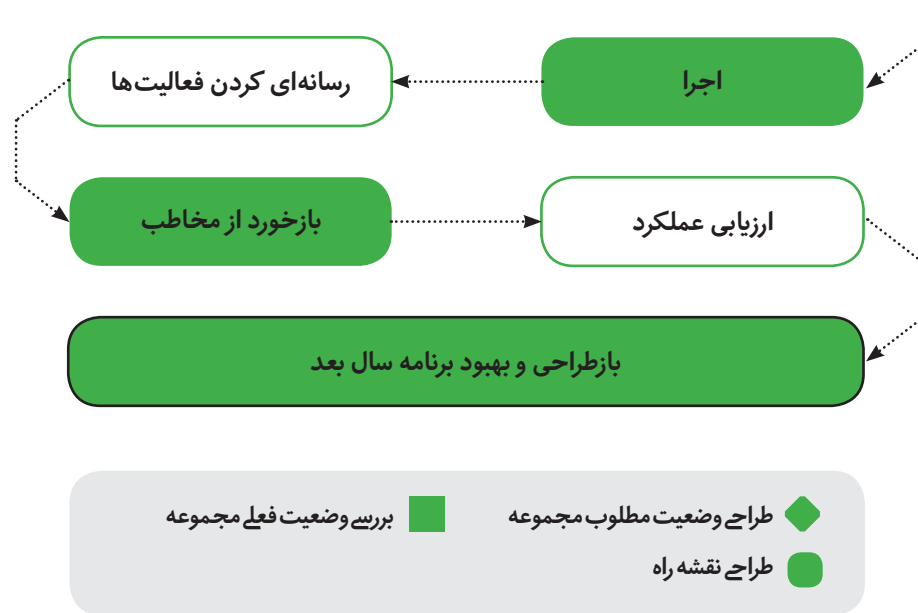 اجرا
رسانه‌ای کردن فعالیت‌ها
بازخورد از مخاطب
ارزیابی عملکرد
بازطراحی و بهبود برنامه سال بعد
طراحی وضعیت مطلوب مجموعه
بررسی وضعیت فعلی مجموعه
طراحی نقشه راه